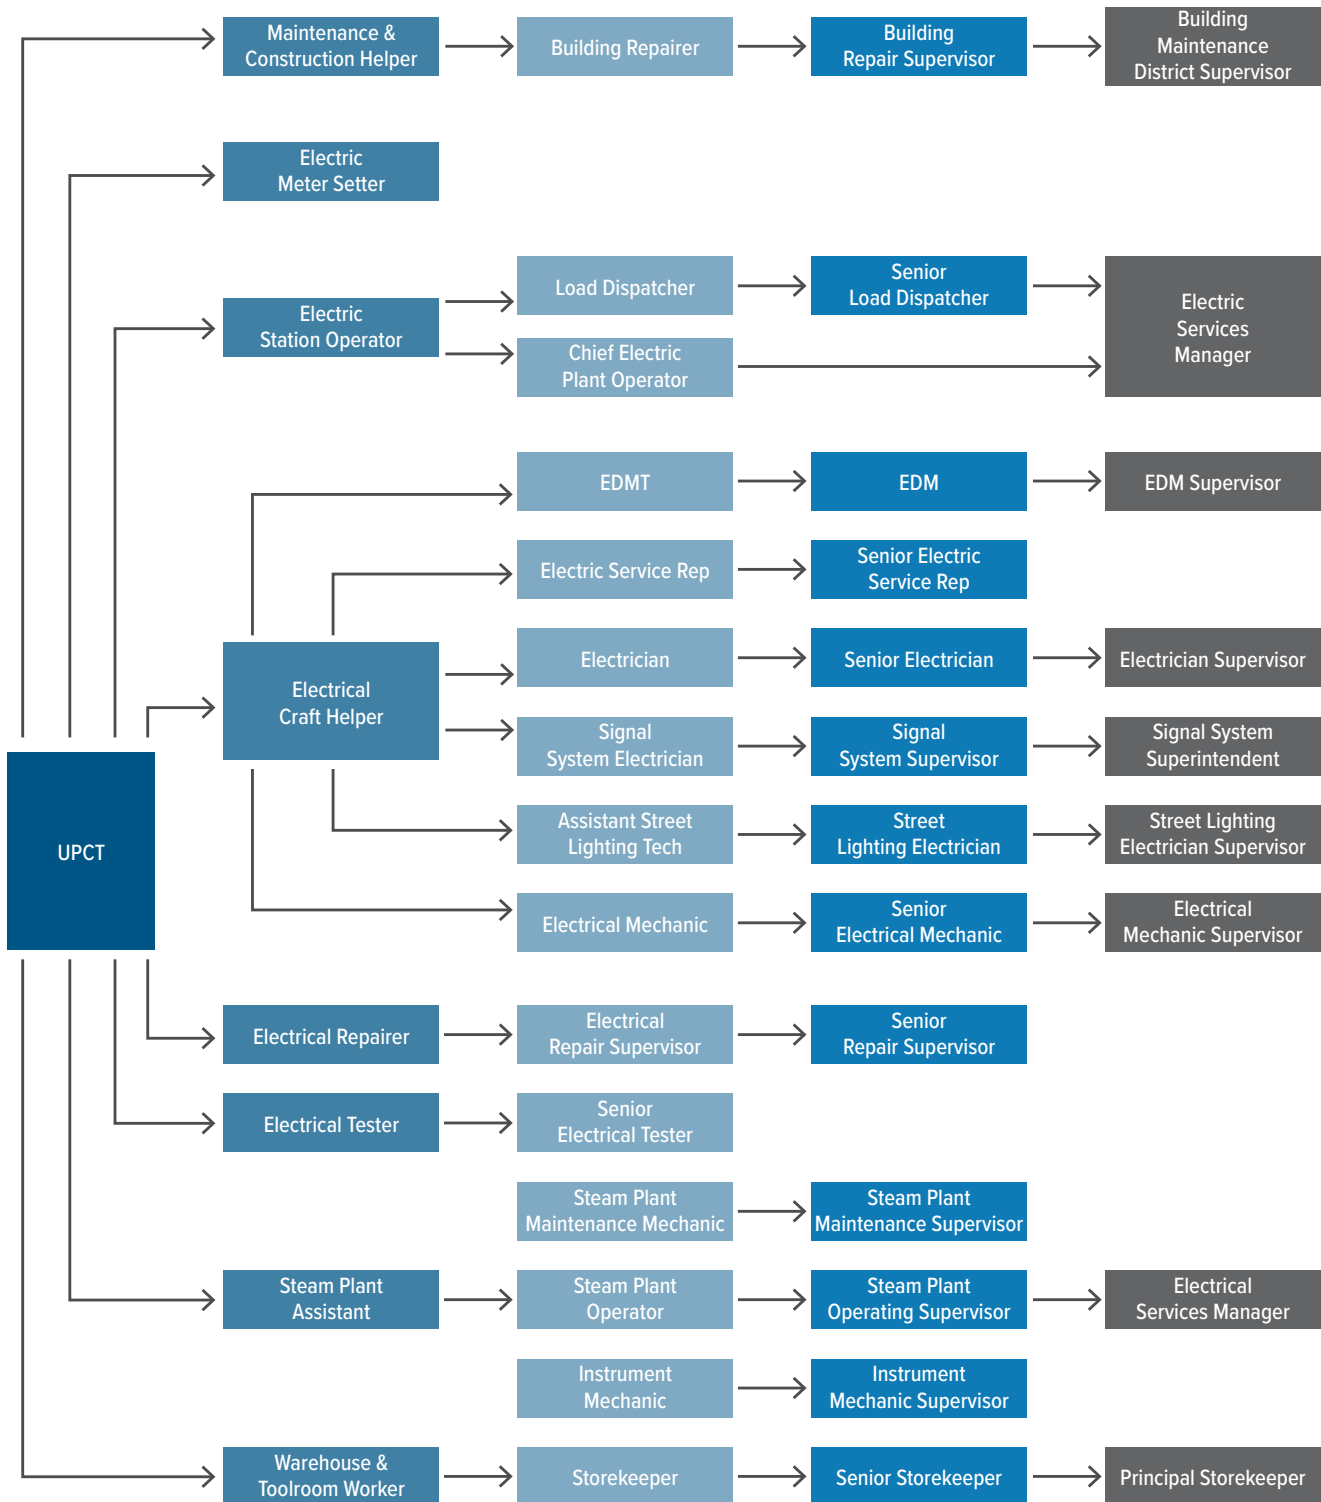 Maintenance &
Construction Helper
Building Repairer
Building
Repair Supervisor
Building
Maintenance
District Supervisor
Electric
Meter Setter
Electric
Station Operator
Load Dispatcher
Senior
Load Dispatcher
Chief Electric
Plant Operator
Electric
Services
Manager
EDMT
EDM
EDM Supervisor
Electric Service Rep
Senior Electric
Service Rep
Electrical
Craft Helper
Electrician
Senior Electrician
Electrician Supervisor
Signal
System Electrician
Signal
System Supervisor
Signal System
Superintendent
Assistant Street
Lighting Tech
Street
Lighting Electrician
Street Lighting
Electrician Supervisor
UPCT
Electrical Mechanic
Senior
Electrical Mechanic
Electrical
Mechanic Supervisor
Electrical Repairer
Electrical
Repair Supervisor
Senior
Repair Supervisor
Electrical Tester
Senior
Electrical Tester
Steam Plant
Maintenance Mechanic
Steam Plant
Maintenance Supervisor
Steam Plant
Assistant
Steam Plant
Operator
Steam Plant
Operating Supervisor
Electrical
Services Manager
Instrument
Mechanic
Instrument
Mechanic Supervisor
Warehouse &
Toolroom Worker
Storekeeper
Senior Storekeeper
Principal Storekeeper